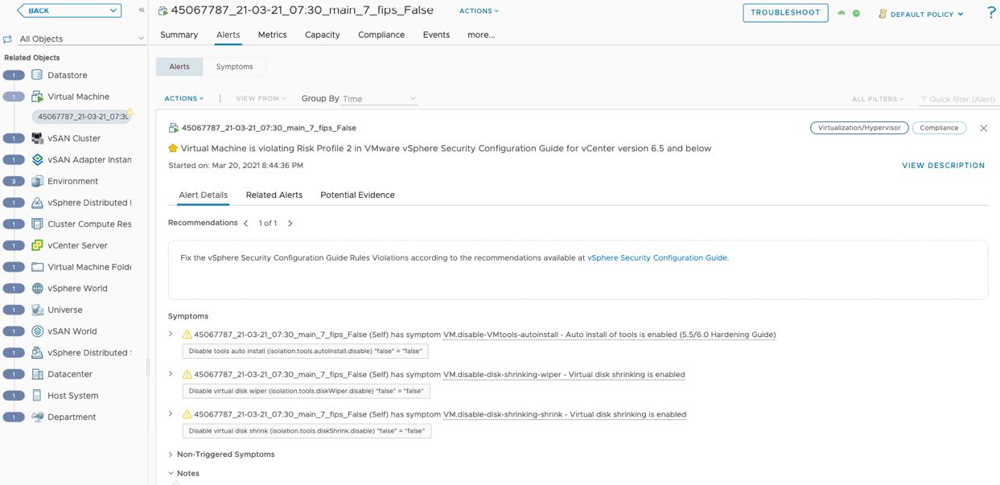 BACK
«
45067787_21-03-21_07:30_main_7_fips_False
ACTIONS
TROUBLESHOOT
DEFAULT POLICY
?
All Objects
Summary
Alerts
Metrics
Capacity
Compliance
Events
more...
Related Objects
1 Datastore
1 Virtual Machine
45067787_21-03-21_07:30
1 vSAN Cluster
1 vSAN Adapter Instan
3 Environment
1 vSphere Distributed
1 Cluster Compute Res
1 vCenter Server
1 Virtual Machine Folde
1 vSphere World
1 Universe
1 vSAN World
1 vSphere Distributed
1 Datacenter
1 Host System
1 Department
Alerts
Symptoms
ACTIONS
VIEW FROM
Group By Time
ALL FILTERS
Quick filter (Alert)
45067787_21-03-21_07:30_main_7_fips_False
Virtualization/Hypervisor
Compliance
Virtual Machine is violating Risk Profile 2 in VMware vSphere Security Configuration Guide for vCenter version 6.5 and below
Started on: Mar 20, 2021 8:44:36 PM
VIEW DESCRIPTION
Alert Details
Related Alerts
Potential Evidence
Recommendations < 1 of 1 >
Fix the vSphere Security Configuration Guide Rules Violations according to the recommendations available at vSphere Security Configuration Guide.
Symptoms
45067787_21-03-21_07:30_main_7_fips_False (Self) has symptom VM.disable-VMtools-autoinstall - Auto install of tools is enabled (5.5/6.0 Hardening Guide)
Disable tools auto install (isolation.tools.autoInstall.disable) "false" = "false"
45067787_21-03-21_07:30_main_7_fips_False (Self) has symptom VM.disable-disk-shrinking-wiper - Virtual disk shrinking is enabled
Disable virtual disk wiper (isolation.tools.diskWiper.disable) "false" = "false"
45067787_21-03-21_07:30_main_7_fips_False (Self) has symptom VM.disable-disk-shrinking-shrink - Virtual disk shrinking is enabled
Disable virtual disk shrink (isolation.tools.diskShrink.disable) "false" = "false"
Non-Triggered Symptoms
Notes